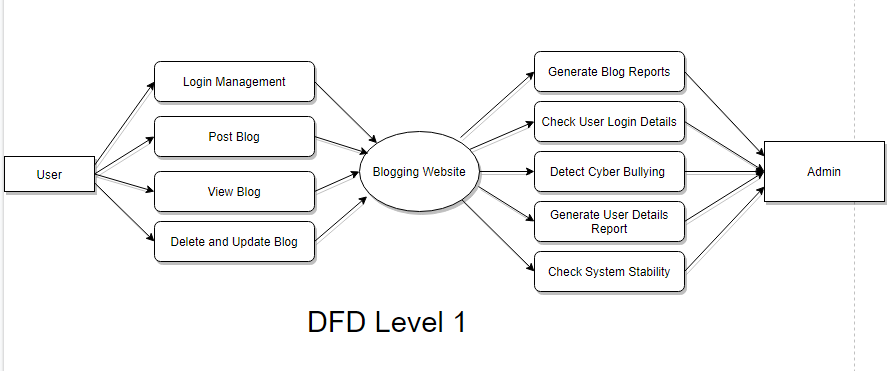 User
Login Management
Post Blog
View Blog
Delete and Update Blog
Blogging Website
Generate Blog Reports
Check User Login Details
Detect Cyber Bullying
Generate User Details
Report
Check System Stability
Admin
DFD Level 1